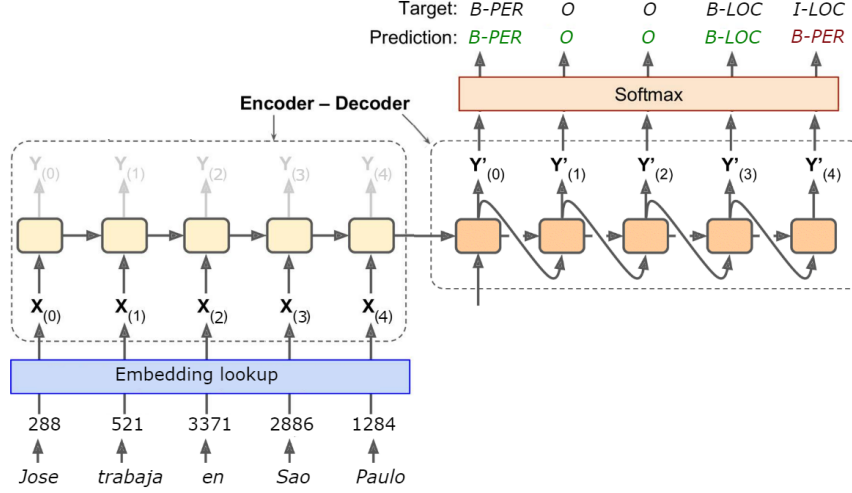 Target: B-PER O O B-LOC I-LOC
Prediction: B-PER O O B-LOC B-PER
Softmax
Encoder – Decoder
Y(0) Y(1) Y(2) Y(3) Y(4)
Y'(0) Y'(1) Y'(2) Y'(3) Y'(4)
X(0) X(1) X(2) X(3) X(4)
Embedding lookup
288 521 3371 2886 1284
Jose trabaja en Sao Paulo